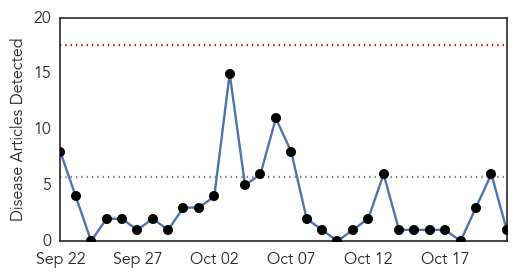 20
15
10
5
0
Disease Articles Detected
Sep 22
Sep 27
Oct 02
Oct 07
Oct 12
Oct 17